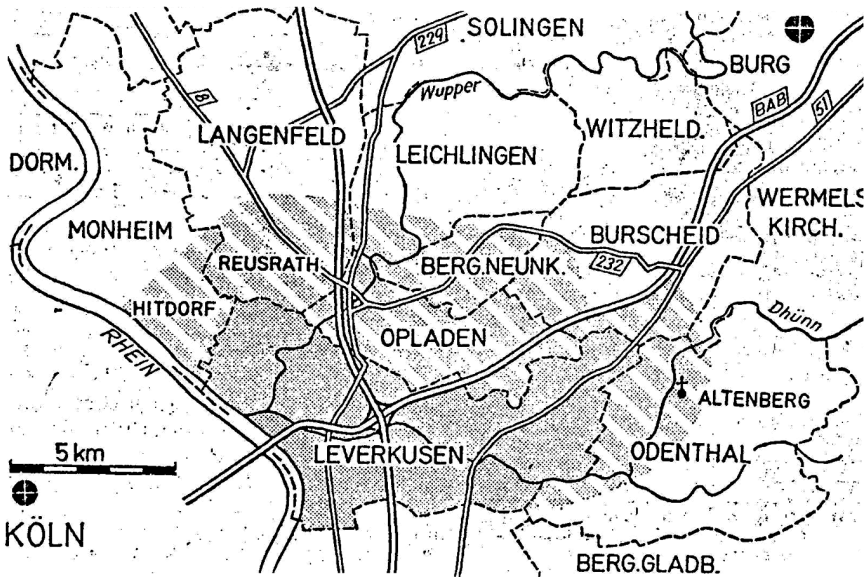 SOLINGEN
229
BURG
Wupper
8
BAB
51
LANGENFELD
WITZHELD.
LEICHLINGEN
DORM.
WERMELS
KIRCH.
MONHEIM
BURSCHEID
REUSRATH
BERG.NEUNK.
232
HITDORF
Dhünn
OPLADEN
RHEIN
ALTENBERG
5 km
LEVERKUSEN
ODENTHAL
KÖLN
BERG.GLADB.